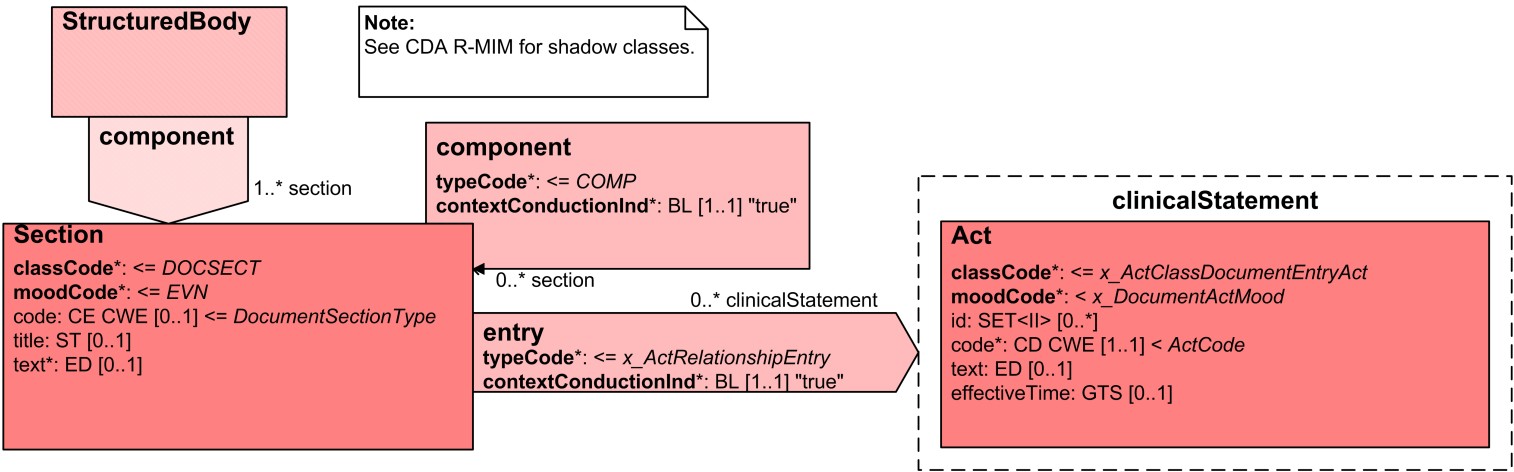 StructuredBody
Note:
See CDA R-MIM for shadow classes.
component
1..* section
component
typeCode*: <= COMP
contextConductionInd*: BL [1..1] "true"
0..* section
Section
classCode*: <= DOCSECT
moodCode*: <= EVN
code: CE CWE [0..1] <= DocumentSectionType
title: ST [0..1]
text*: ED [0..1]
0..* clinicalStatement
entry
typeCode*: <= x_ActRelationshipEntry
contextConductionInd*: BL [1..1] "true"
clinicalStatement
Act
classCode*: <= x_ActClassDocumentEntryAct
moodCode*: < x_DocumentActMood
id: SET<II> [0..*]
code*: CD CWE [1..1] < ActCode
text: ED [0..1]
effectiveTime: GTS [0..1]